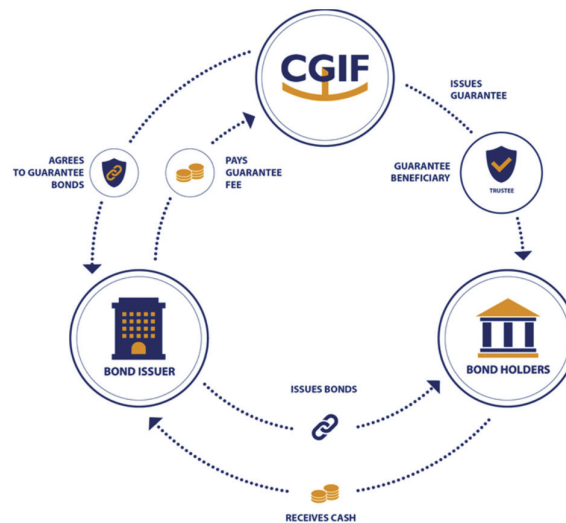 CGIF
ISSUES
GUARANTEE
AGREES
TO GUARANTEE
BONDS
PAYS
GUARANTEE
FEE
GUARANTEE
BENEFICIARY
TRUSTEE
BOND ISSUER
BOND HOLDERS
ISSUES BONDS
RECEIVES CASH